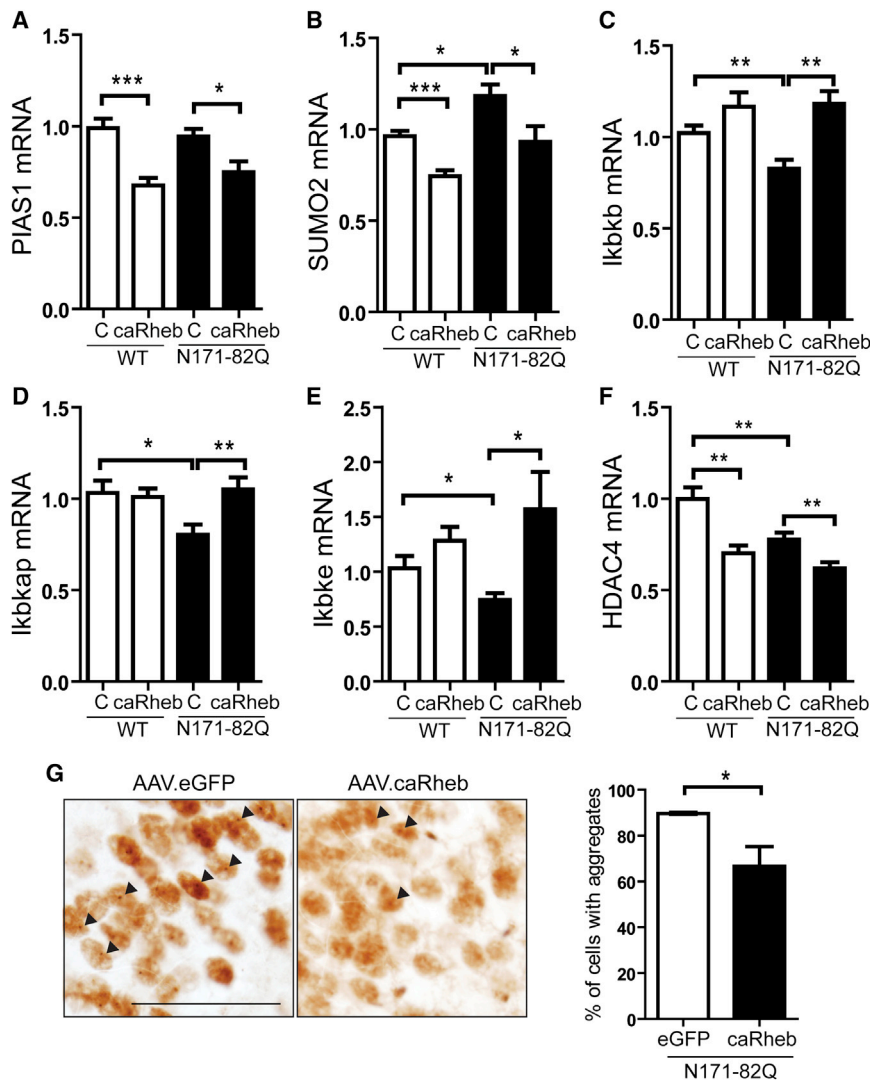 A
PIAS1 mRNA
1.5
1.0
0.5
0.0
***
*
C caRheb C caRheb
WT N171-82Q
B
SUMO2 mRNA
1.5
1.0
0.5
0.0
*
*
***
C caRheb C caRheb
WT N171-82Q
C
Ikbkb mRNA
1.5
1.0
0.5
0.0
**
**
C caRheb C caRheb
WT N171-82Q
D
Ikbkap mRNA
1.5
1.0
0.5
0.0
*
**
C caRheb C caRheb
WT N171-82Q
E
Ikbke mRNA
2.5
2.0
1.5
1.0
0.5
0.0
*
*
C caRheb C caRheb
WT N171-82Q
F
HDAC4 mRNA
1.5
1.0
0.5
0.0
**
**
**
C caRheb C caRheb
WT N171-82Q
G
AAV.eGFP
AAV.caRheb
% of cells with aggregates
100
80
60
40
20
0
*
eGFP caRheb
N171-82Q